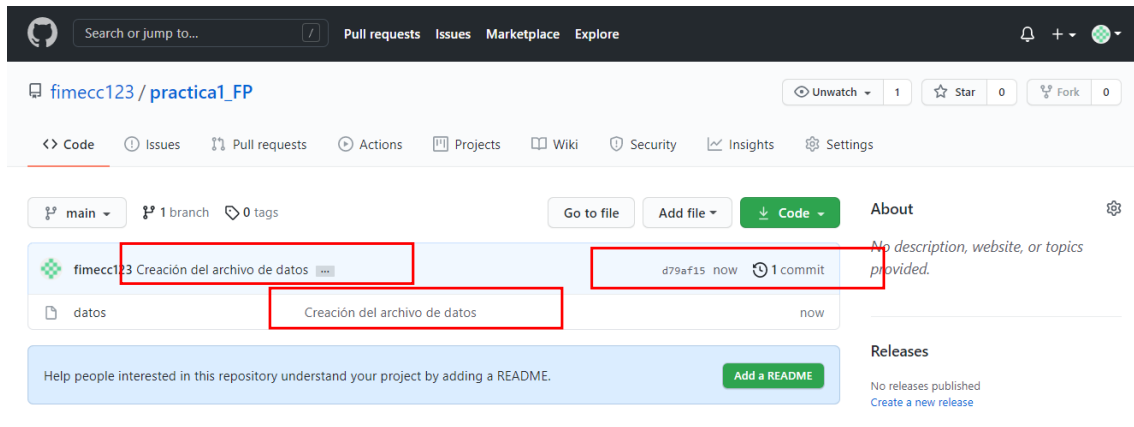 Search or jump to... / Pull requests Issues Marketplace Explore
fimecc123 / practica1_FP Unwatch 1 Star 0 Fork 0
Code Issues Pull requests Actions Projects Wiki Security Insights Settings
main 1 branch 0 tags Go to file Add file Code About
No description, website, or topics
provided.
fimecc123 Creación del archivo de datos ... d79af15 now 1 commit
datos Creación del archivo de datos now
Releases
Help people interested in this repository understand your project by adding a README. Add a README
No releases published
Create a new release